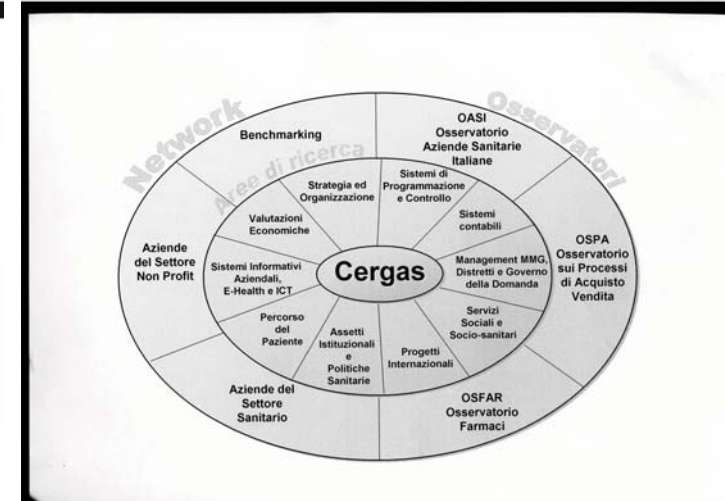 Network
Osservatori
Aree di ricerca
Benchmarking
OASI
Osservatorio
Aziende Sanitarie
Italiane
OSPA
Osservatorio
sui Processi
di Acquisto
Vendita
OSFAR
Osservatorio
Farmaci
Aziende del
Settore
Sanitario
Aziende
del Settore
Non Profit
Strategia ed
Organizzazione
Sistemi di
Programmazione
e Controllo
Sistemi
contabili
Management MMG,
Distretti e Governo
della Domanda
Servizi
Sociali e
Socio-sanitari
Progetti
Internazionali
Assetti
Istituzionali
e
Politiche
Sanitarie
Percorso
del
Paziente
Sistemi Informativi
Aziendali,
E-Health e ICT
Valutazioni
Economiche
Cergas